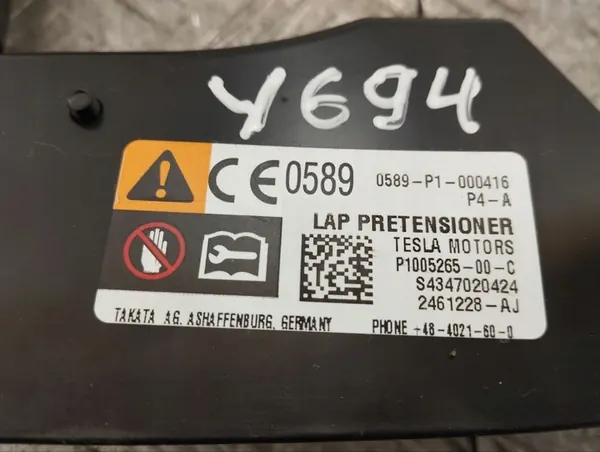 Y694
CE 0589
0589-P1-000416
P4-A
LAP PRETENSIONER
TESLA MOTORS
P1005265-00-C
S4347020424
2461228-AJ
TAKATA AG. ASHAFFENBURG, GERMANY PHONE +48-4021-60-0